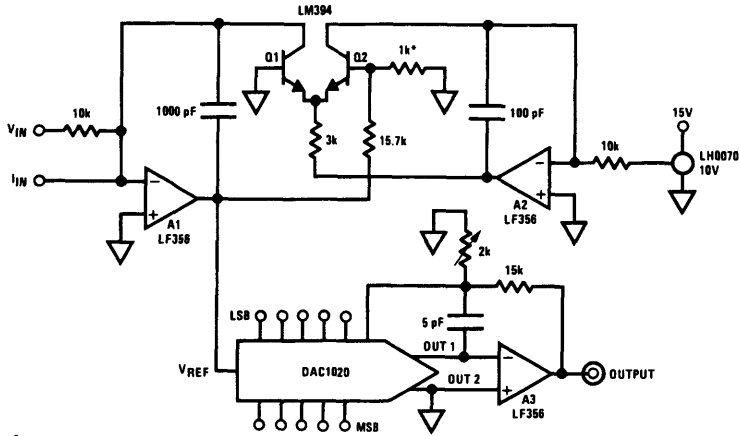 LM394
Q1
Q2
1k*
10k
1000 pF
3k
15.7k
100 pF
15V
VIN
10k
LH0070
10V
IIN
A1
LF356
A2
LF356
2k
15k
5 pF
LSB
OUT 1
VREF
DAC1020
OUT 2
OUTPUT
A3
LF356
MSB